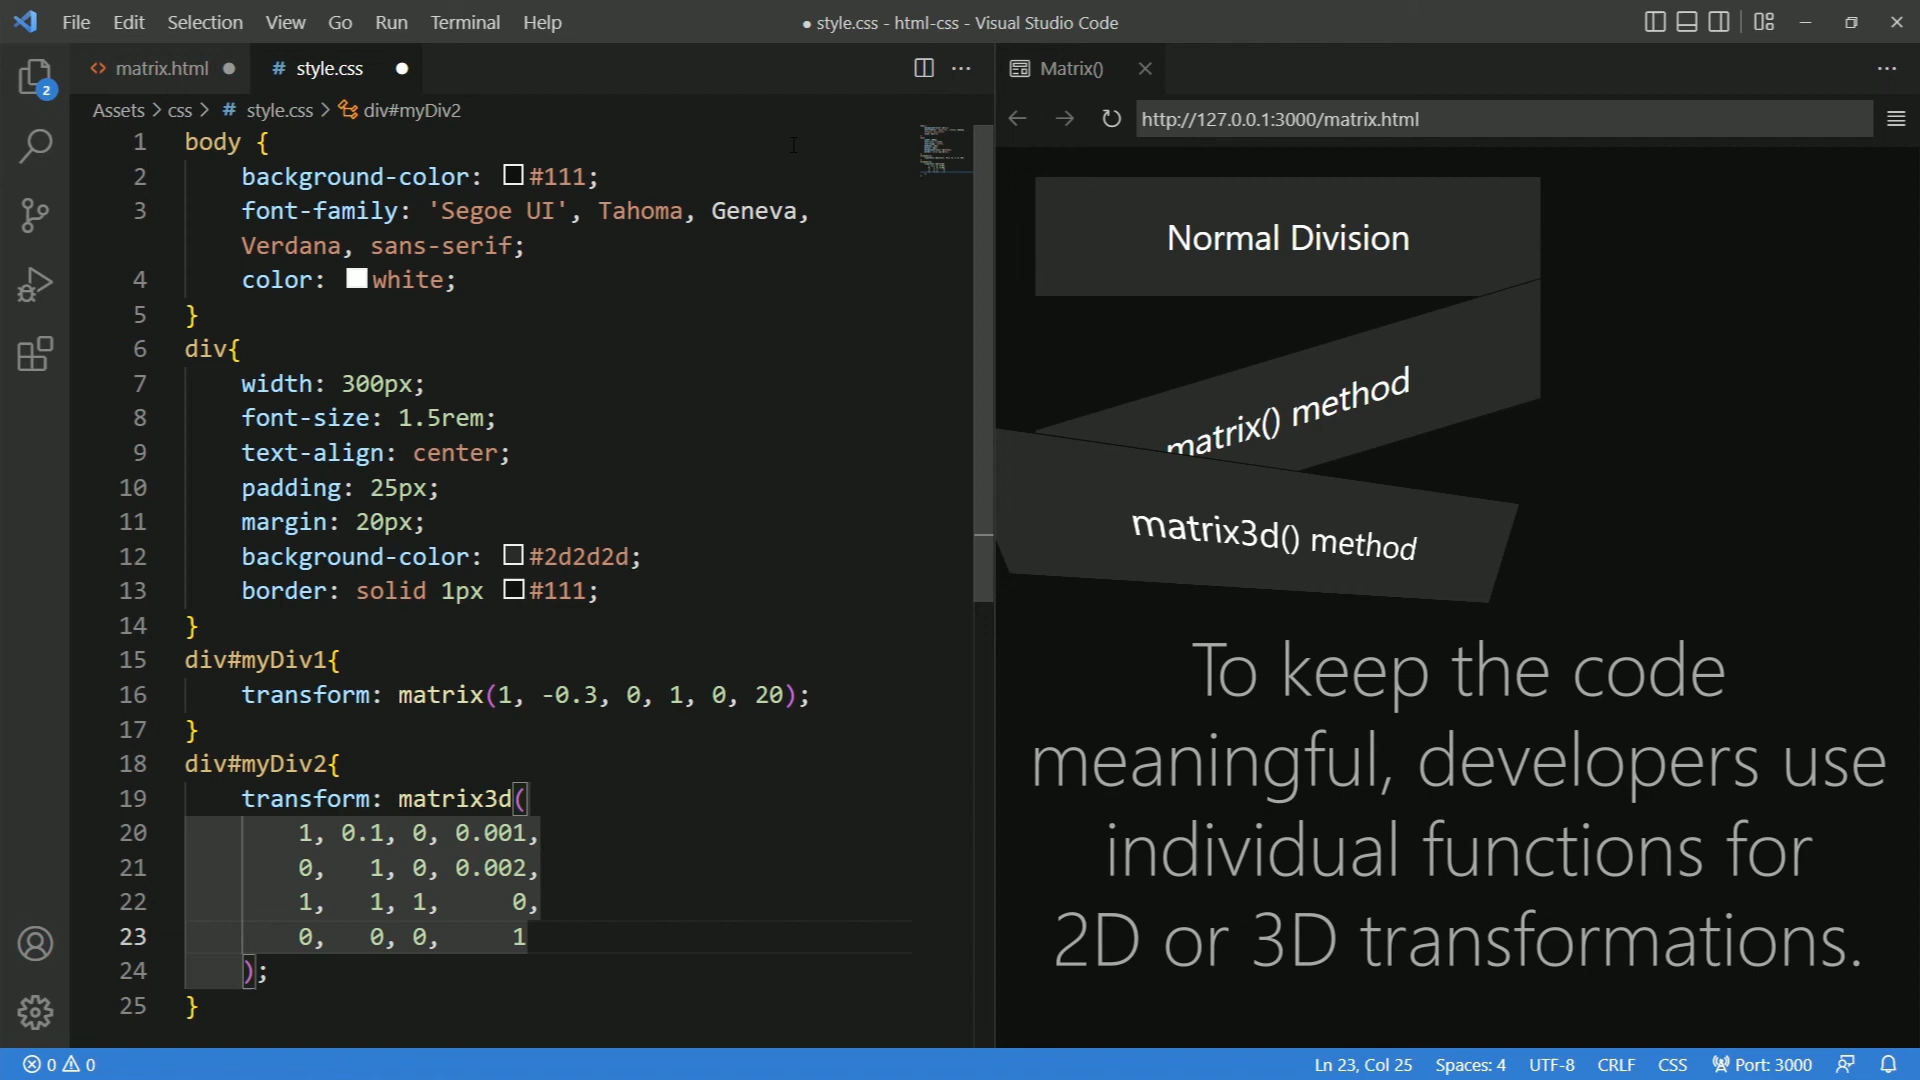 File Edit Selection View Go Run Terminal Help
● style.css - html-css - Visual Studio Code
matrix.html
# style.css
Matrix()
2
Assets > css > # style.css > div#myDiv2
http://127.0.0.1:3000/matrix.html
1 body {
2 background-color: #111;
3 font-family: 'Segoe UI', Tahoma, Geneva,
Verdana, sans-serif;
4 color: white;
5 }
6 div{
7 width: 300px;
8 font-size: 1.5rem;
9 text-align: center;
10 padding: 25px;
11 margin: 20px;
12 background-color: #2d2d2d;
13 border: solid 1px #111;
14 }
15 div#myDiv1{
16 transform: matrix(1, -0.3, 0, 1, 0, 20);
17 }
18 div#myDiv2{
19 transform: matrix3d(
20 1, 0.1, 0, 0.001,
21 0, 1, 0, 0.002,
22 1, 1, 1, 0,
23 0, 0, 0, 1
24 );
25 }
Normal Division
matrix() method
matrix3d() method
To keep the code
meaningful, developers use
individual functions for
2D or 3D transformations.
0 0
Ln 23, Col 25 Spaces: 4 UTF-8 CRLF CSS Port: 3000